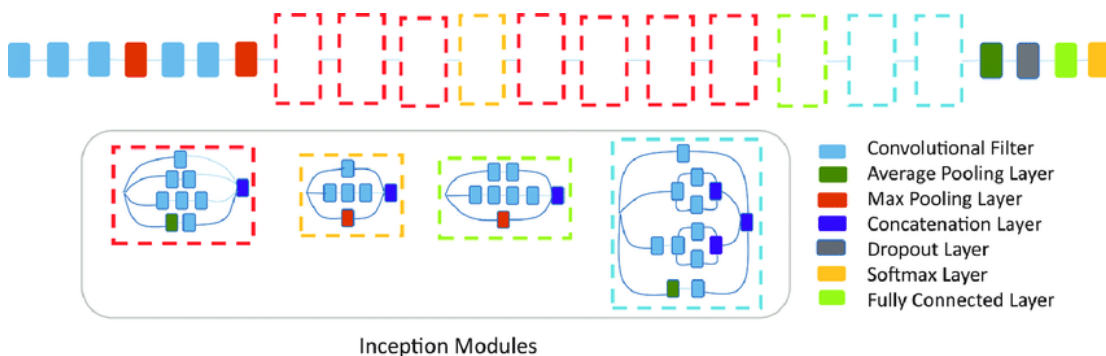 Convolutional Filter
Average Pooling Layer
Max Pooling Layer
Concatenation Layer
Dropout Layer
Softmax Layer
Fully Connected Layer
Inception Modules